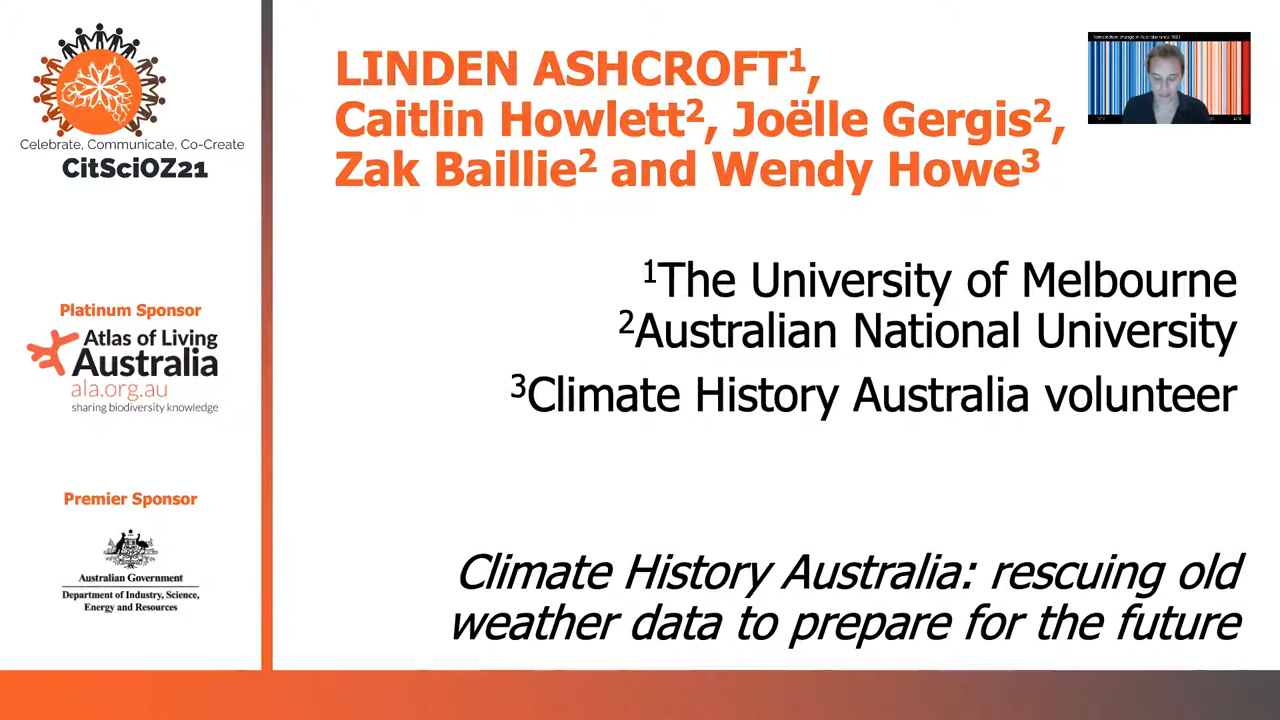 LINDEN ASHCROFT¹,
Caitlin Howlett², Joëlle Gergis²,
Zak Baillie² and Wendy Howe³
¹The University of Melbourne
²Australian National University
³Climate History Australia volunteer
Climate History Australia: rescuing old
weather data to prepare for the future
Celebrate, Communicate, Co-Create
CitSciOZ21
Platinum Sponsor
Atlas of Living
Australia
ala.org.au
sharing biodiversity knowledge
Premier Sponsor
Australian Government
Department of Industry, Science,
Energy and Resources